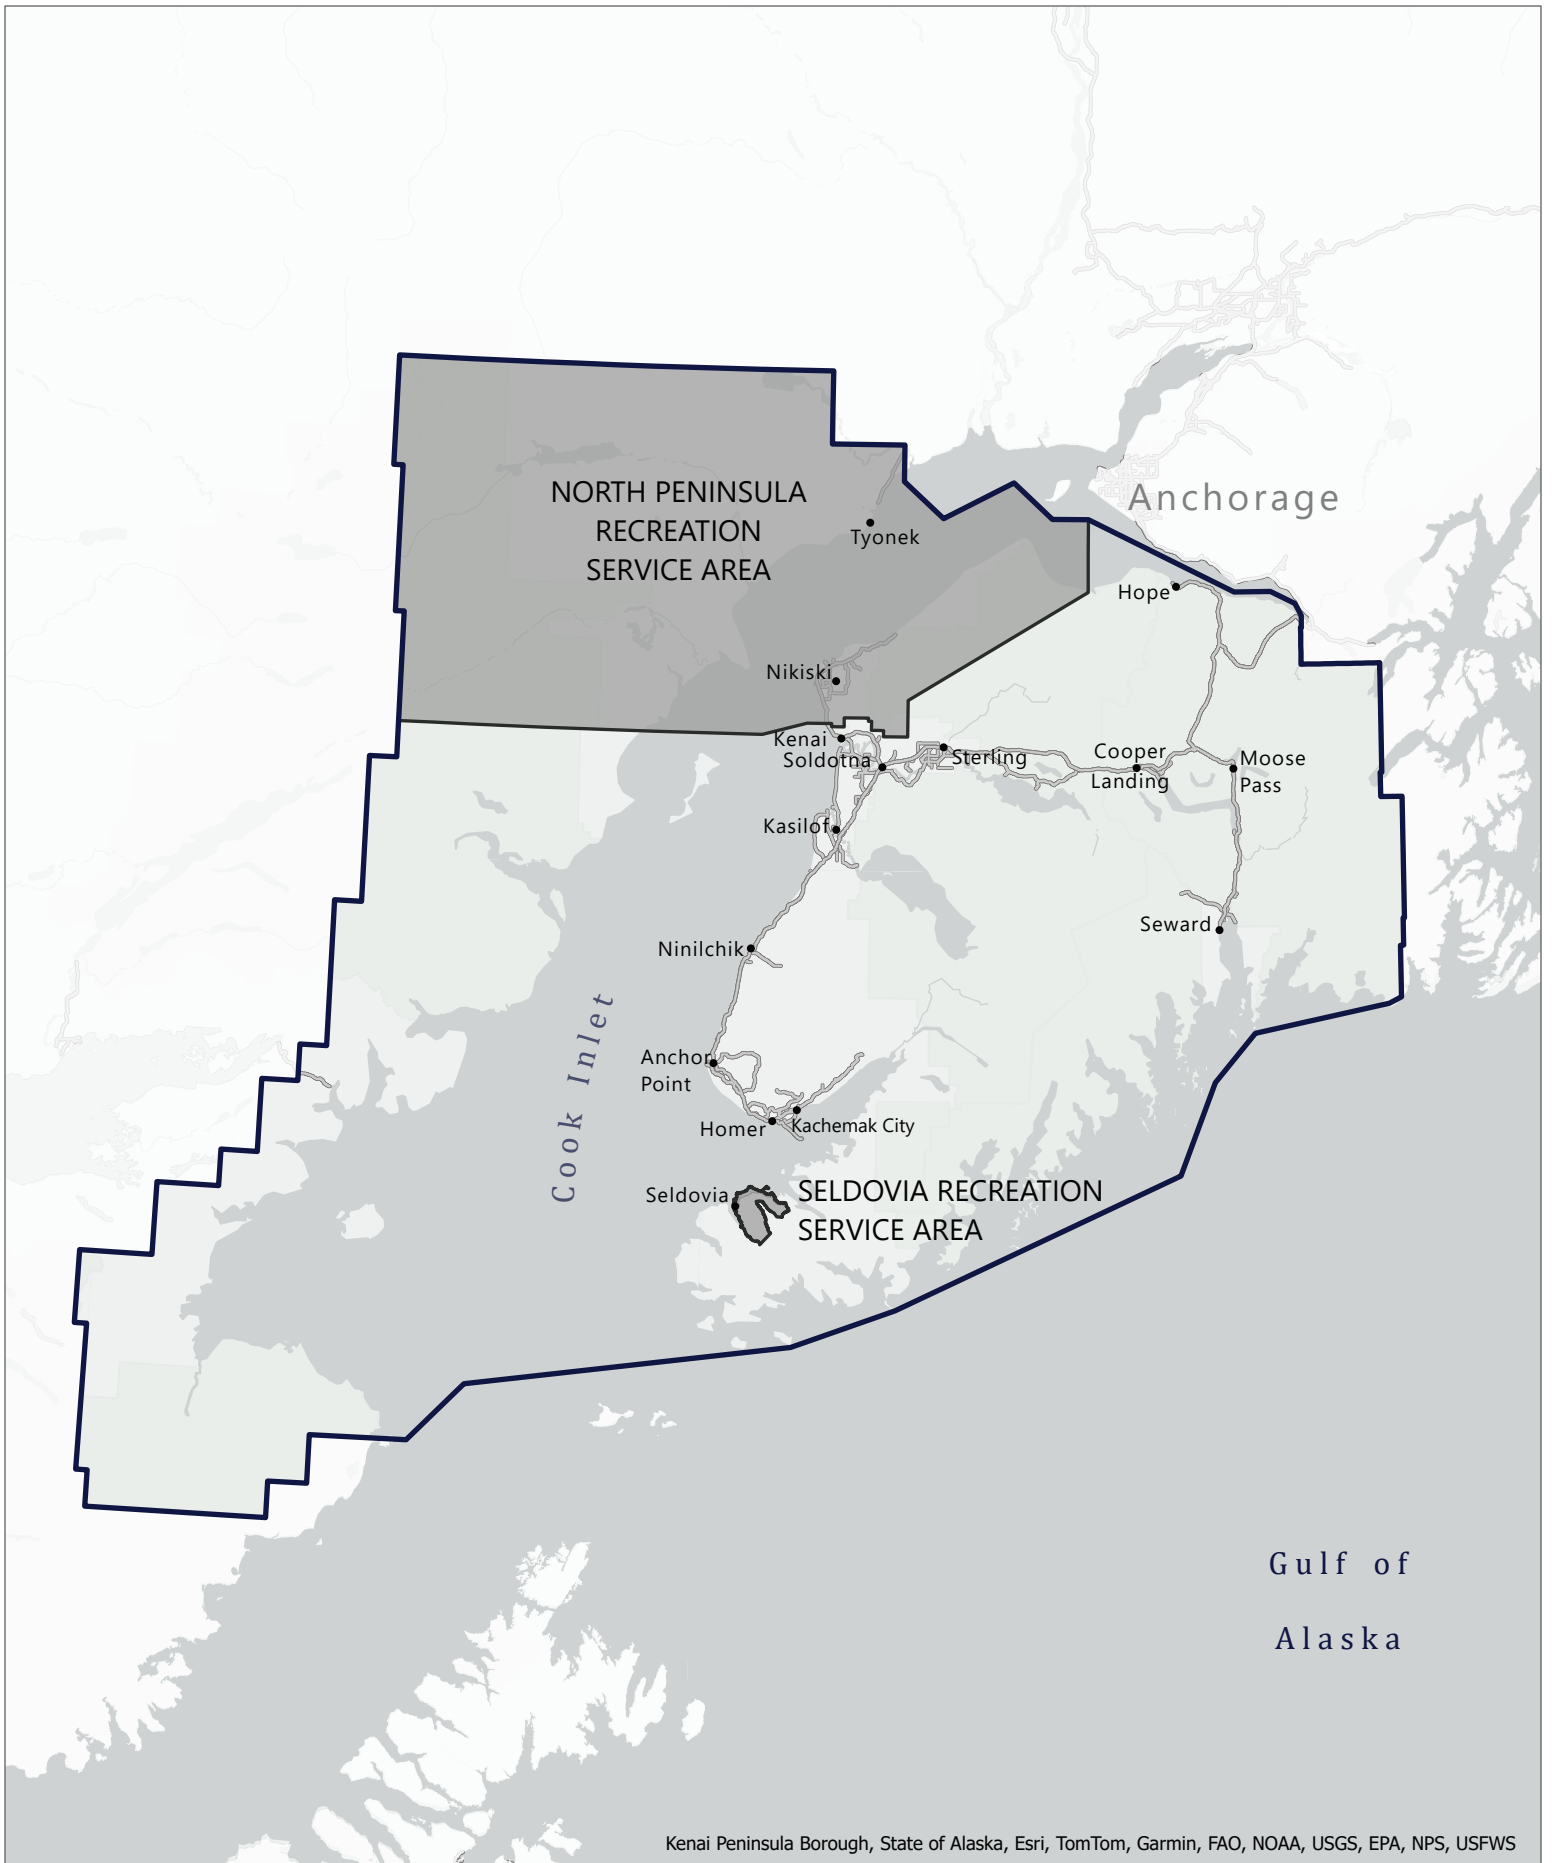 NORTH PENINSULA
RECREATION
SERVICE AREA
Anchorage
Tyonek
Hope
Nikiski
Kenai
Soldotna
Sterling
Cooper
Landing
Moose
Pass
Kasilof
Seward
Ninilchik
Cook Inlet
Anchor
Point
Homer
Kachemak City
Seldovia
SELDOVIA RECREATION
SERVICE AREA
Gulf of
Alaska
Kenai Peninsula Borough, State of Alaska, Esri, TomTom, Garmin, FAO, NOAA, USGS, EPA, NPS, USFWS